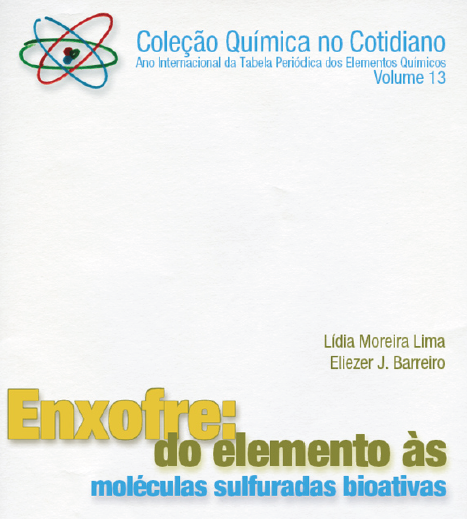 Coleção Química no Cotidiano
Ano Internacional da Tabela Periódica dos Elementos Químicos
Volume 13
Lídia Moreira Lima
Eliezer J. Barreiro
Enxofre:
do elemento às
moléculas sulfuradas bioativas